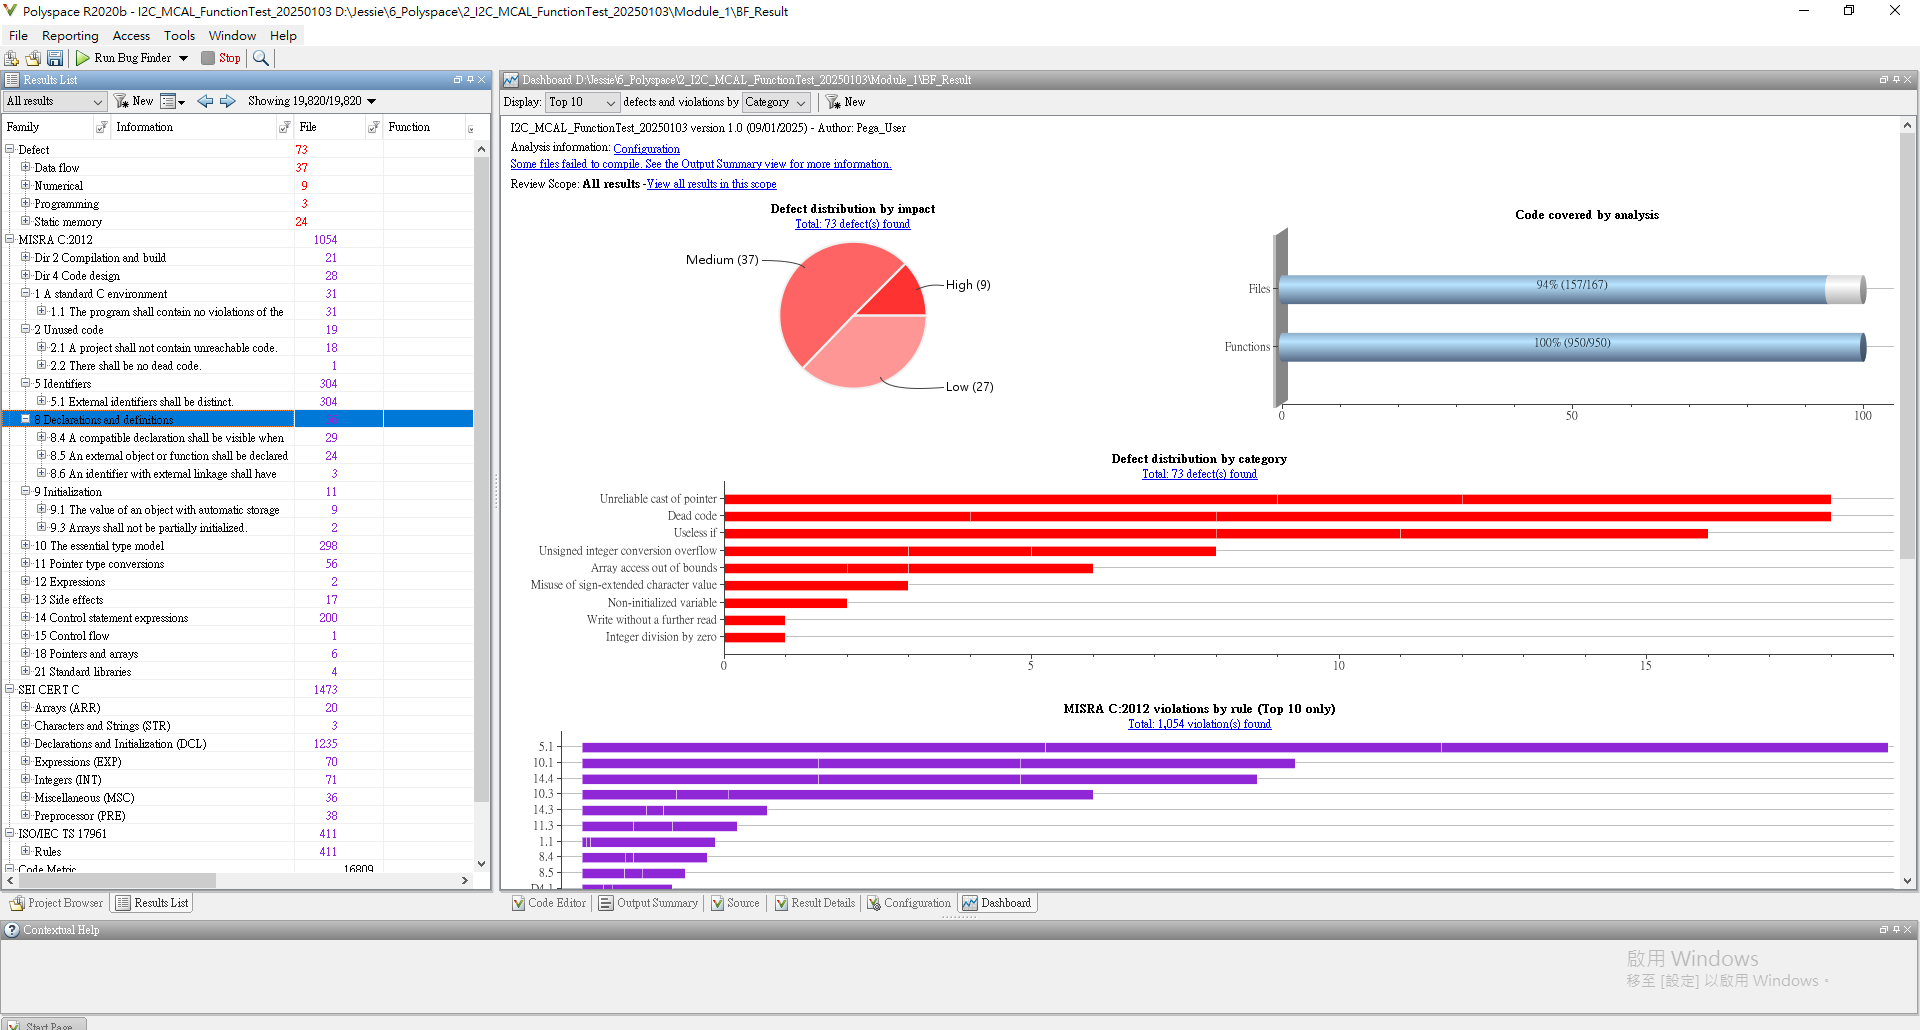 Polyspace R2020b - I2C_MCAL_FunctionTest_20250103 D:\Jessie\6_Polyspace\2_I2C_MCAL_FunctionTest_20250103\Module_1\BF_Result
File Reporting Access Tools Window Help
Run Bug Finder Stop
Results List
All results New Showing 19,820/19,820
Family Information File Function
Defect 73
Data flow 37
Numerical 9
Programming 3
Static memory 24
MISRA C:2012 1054
Dir 2 Compilation and build 21
Dir 4 Code design 28
1 A standard C environment 31
1.1 The program shall contain no violations of the 31
2 Unused code 19
2.1 A project shall not contain unreachable code. 18
2.2 There shall be no dead code. 1
5 Identifiers 304
5.1 External identifiers shall be distinct. 304
8 Declarations and definitions
8.4 A compatible declaration shall be visible when 29
8.5 An external object or function shall be declared 24
8.6 An identifier with external linkage shall have 3
9 Initialization 11
9.1 The value of an object with automatic storage 9
9.3 Arrays shall not be partially initialized. 2
10 The essential type model 298
11 Pointer type conversions 56
12 Expressions 2
13 Side effects 17
14 Control statement expressions 200
15 Control flow 1
18 Pointers and arrays 6
21 Standard libraries 4
SEI CERT C 1473
Arrays (ARR) 20
Characters and Strings (STR) 3
Declarations and Initialization (DCL) 1235
Expressions (EXP) 70
Integers (INT) 71
Miscellaneous (MSC) 36
Preprocessor (PRE) 38
ISO/IEC TS 17961 411
Rules 411
Code Metric 16809
Project Browser Results List
Dashboard D:\Jessie\6_Polyspace\2_I2C_MCAL_FunctionTest_20250103\Module_1\BF_Result
Display: Top 10 defects and violations by Category New
I2C_MCAL_FunctionTest_20250103 version 1.0 (09/01/2025) - Author: Pega_User
Analysis information: Configuration
Some files failed to compile. See the Output Summary view for more information.
Review Scope: All results -View all results in this scope
Defect distribution by impact
Total: 73 defect(s) found
Medium (37)
High (9)
Low (27)
Code covered by analysis
Files 94% (157/167)
Functions 100% (950/950)
0 50 100
Defect distribution by category
Total: 73 defect(s) found
Unreliable cast of pointer
Dead code
Useless if
Unsigned integer conversion overflow
Array access out of bounds
Misuse of sign-extended character value
Non-initialized variable
Write without a further read
Integer division by zero
0 5 10 15
MISRA C:2012 violations by rule (Top 10 only)
Total: 1,054 violation(s) found
5.1
10.1
14.4
10.3
14.3
11.3
1.1
8.4
8.5
D4.1
Code Editor Output Summary Source Result Details Configuration Dashboard
Contextual Help
啟用 Windows
移至 [設定] 以啟用 Windows。
Start Page